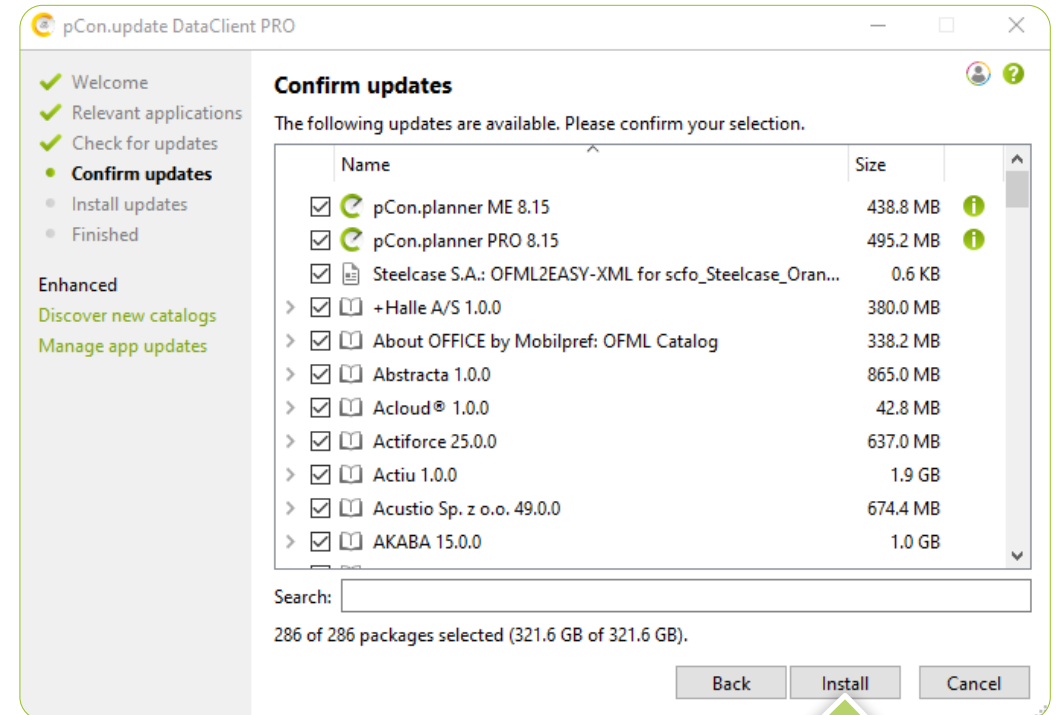 pCon.update DataClient PRO
Welcome
Relevant applications
Check for updates
Confirm updates
Install updates
Finished
Enhanced
Discover new catalogs
Manage app updates
Confirm updates
The following updates are available. Please confirm your selection.
Name Size
pCon.planner ME 8.15 438.8 MB
pCon.planner PRO 8.15 495.2 MB
Steelcase S.A.: OFML2EASY-XML for scfo_Steelcase_Oran... 0.6 KB
+Halle A/S 1.0.0 380.0 MB
About OFFICE by Mobilpref: OFML Catalog 338.2 MB
Abstracta 1.0.0 865.0 MB
Acloud® 1.0.0 42.8 MB
Actiforce 25.0.0 637.0 MB
Actiu 1.0.0 1.9 GB
Acustio Sp. z o.o. 49.0.0 674.4 MB
AKABA 15.0.0 1.0 GB
Search:
286 of 286 packages selected (321.6 GB of 321.6 GB).
Back Install Cancel